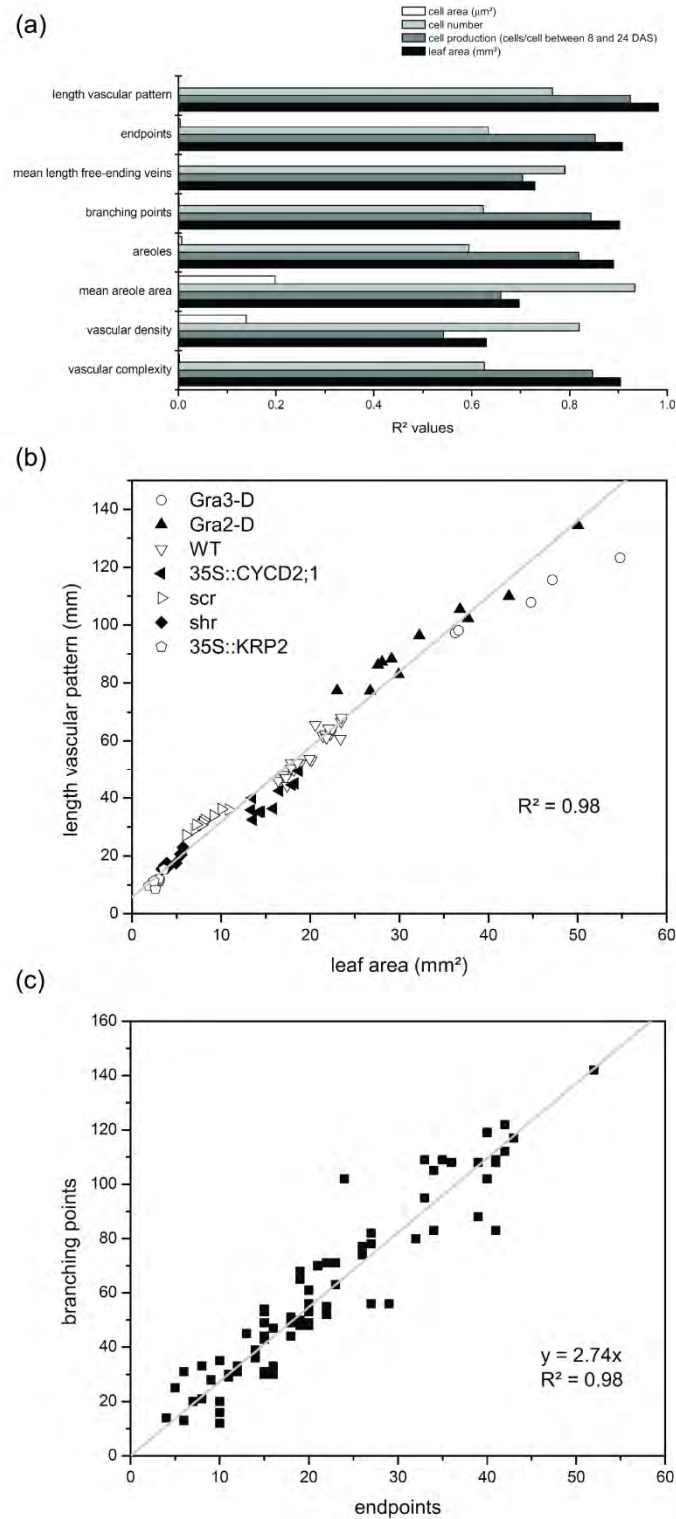 (a)
cell area (μm²)
cell number
cell production (cells/cell between 8 and 24 DAS)
leaf area (mm²)
length vascular pattern
endpoints
mean length free-ending veins
branching points
areoles
mean areole area
vascular density
vascular complexity
0.0 0.2 0.4 0.6 0.8 1.0
R² values
(b)
140
120
100
80
60
40
20
0
length vascular pattern (mm)
Gra3-D
Gra2-D
WT
35S::CYCD2;1
scr
shr
35S::KRP2
R² = 0.98
0 10 20 30 40 50 60
leaf area (mm²)
(c)
160
140
120
100
80
60
40
20
0
branching points
y = 2.74x
R² = 0.98
0 10 20 30 40 50 60
endpoints